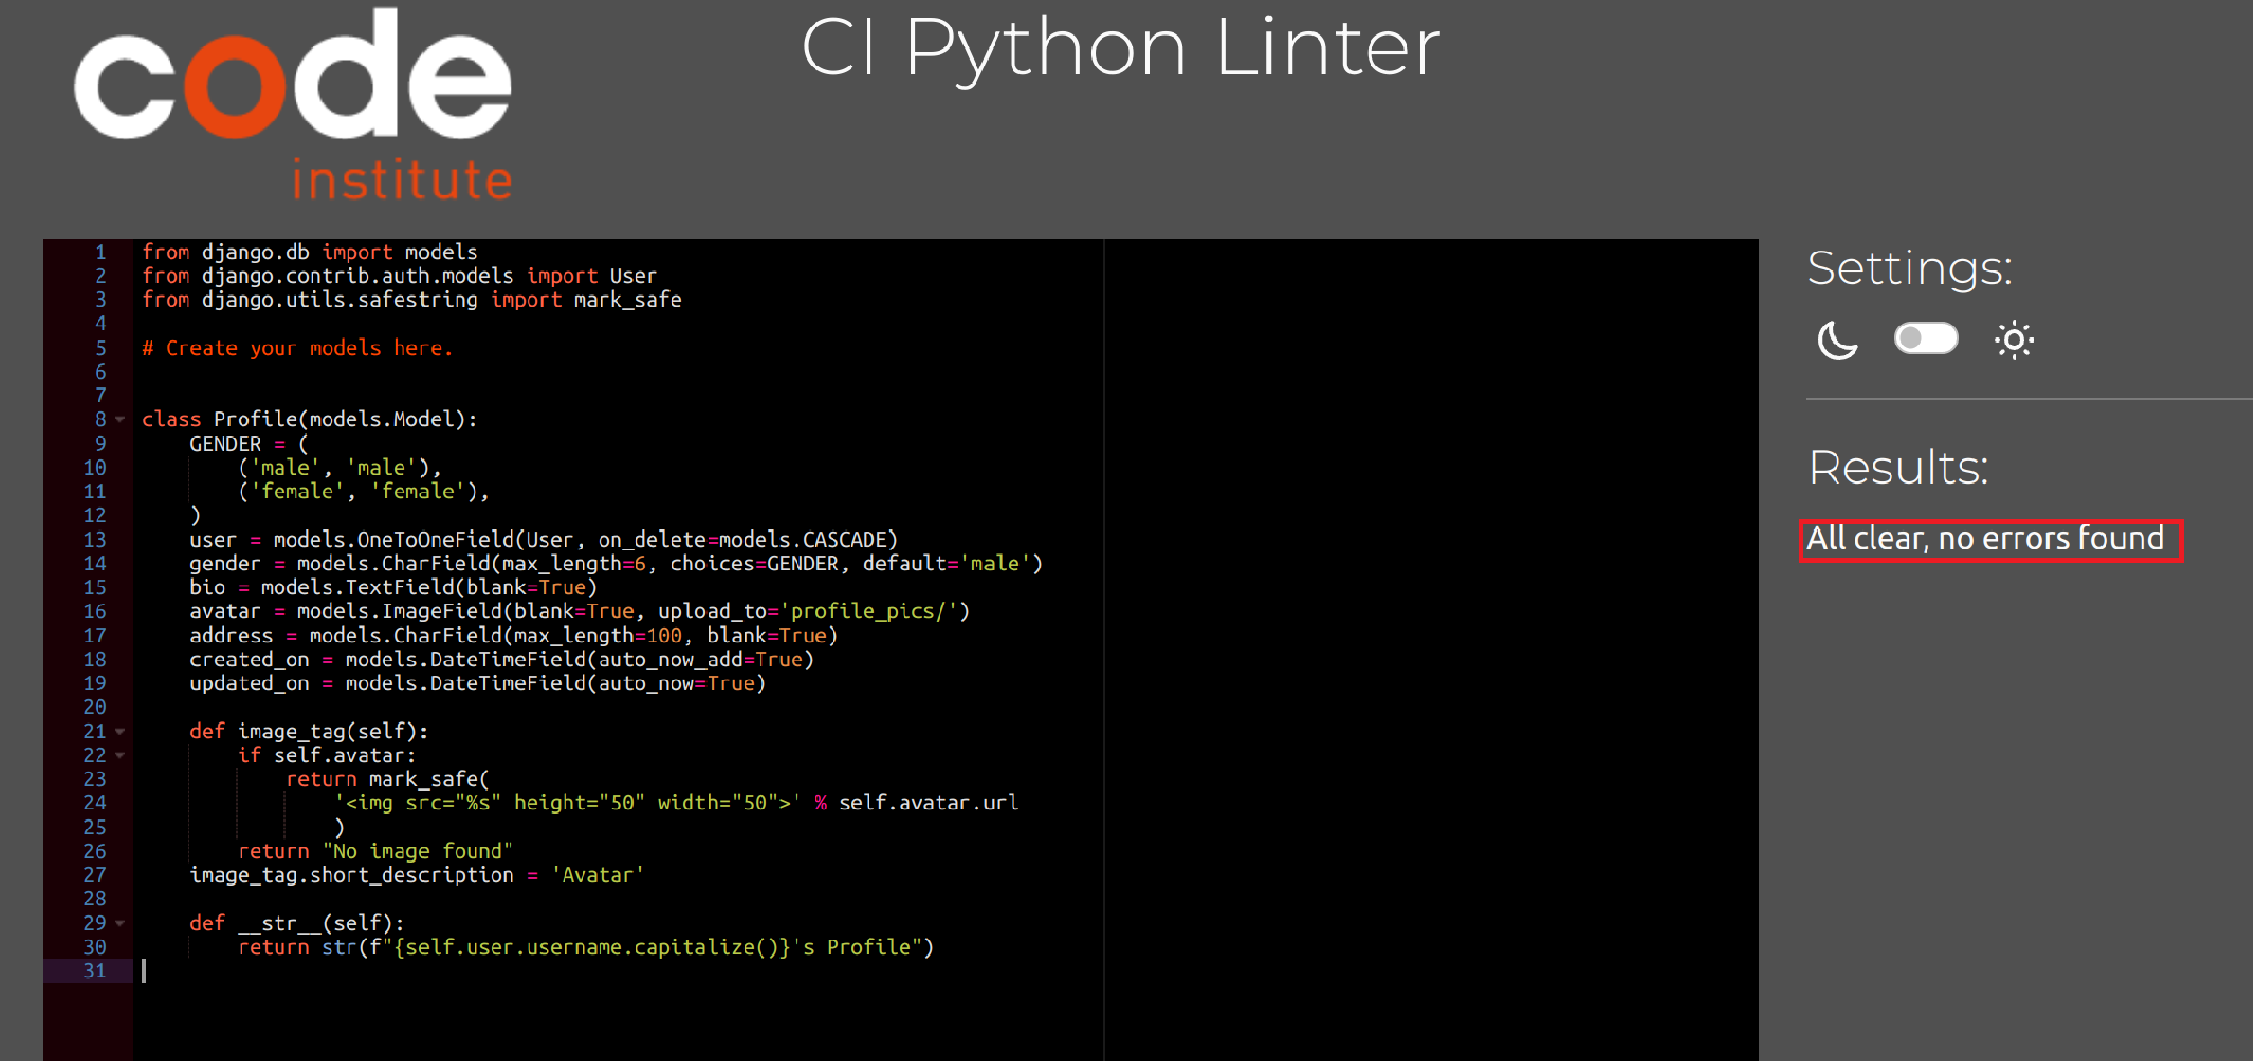 code
institute
CI Python Linter
1 from django.db import models
2 from django.contrib.auth.models import User
3 from django.utils.safestring import mark_safe
4
5 # Create your models here.
6
7
8 class Profile(models.Model):
9     GENDER = (
10         ('male', 'male'),
11         ('female', 'female'),
12     )
13     user = models.OneToOneField(User, on_delete=models.CASCADE)
14     gender = models.CharField(max_length=6, choices=GENDER, default='male')
15     bio = models.TextField(blank=True)
16     avatar = models.ImageField(blank=True, upload_to='profile_pics/')
17     address = models.CharField(max_length=100, blank=True)
18     created_on = models.DateTimeField(auto_now_add=True)
19     updated_on = models.DateTimeField(auto_now=True)
20
21     def image_tag(self):
22         if self.avatar:
23             return mark_safe(
24                 '<img src="%s" height="50" width="50">' % self.avatar.url
25                 )
26         return "No image found"
27     image_tag.short_description = 'Avatar'
28
29     def __str__(self):
30         return str(f"{self.user.username.capitalize()}'s Profile")
31
Settings:
Results:
All clear, no errors found